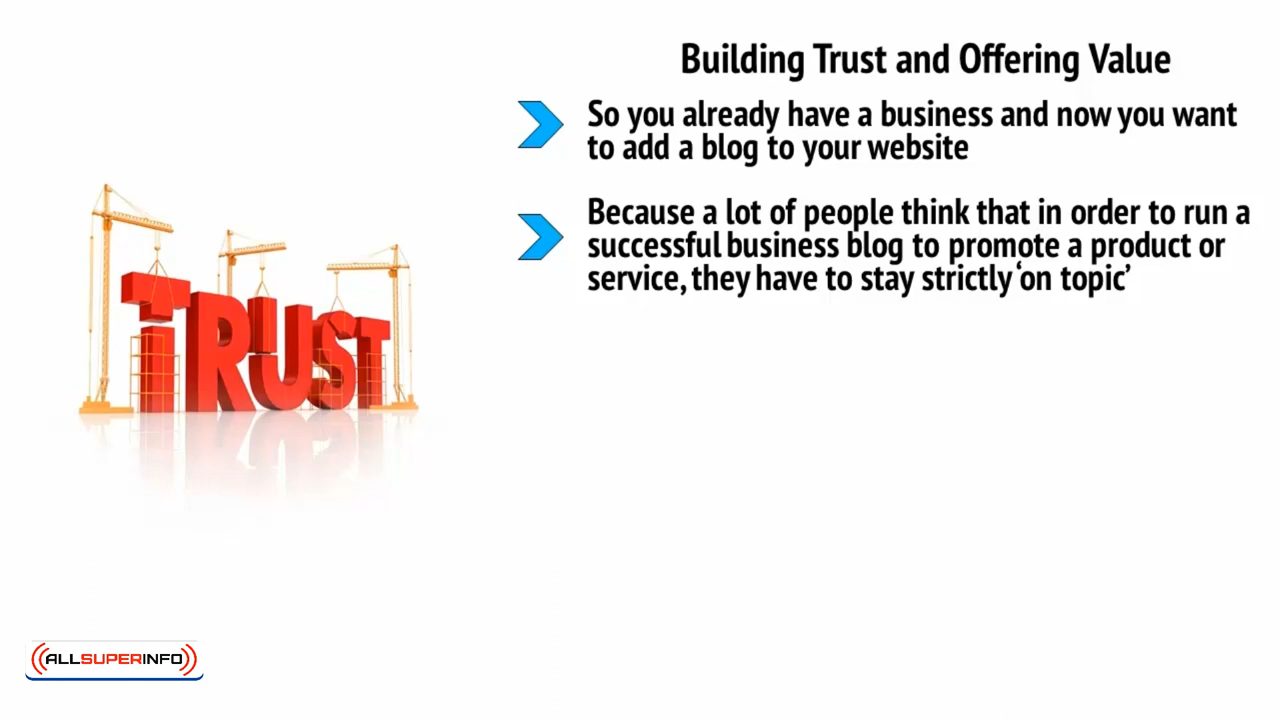 Building Trust and Offering Value
So you already have a business and now you want
to add a blog to your website
Because a lot of people think that in order to run a
successful business blog to promote a product or
service, they have to stay strictly ‘on topic’
TRUST
((ALLSUPERINFO))